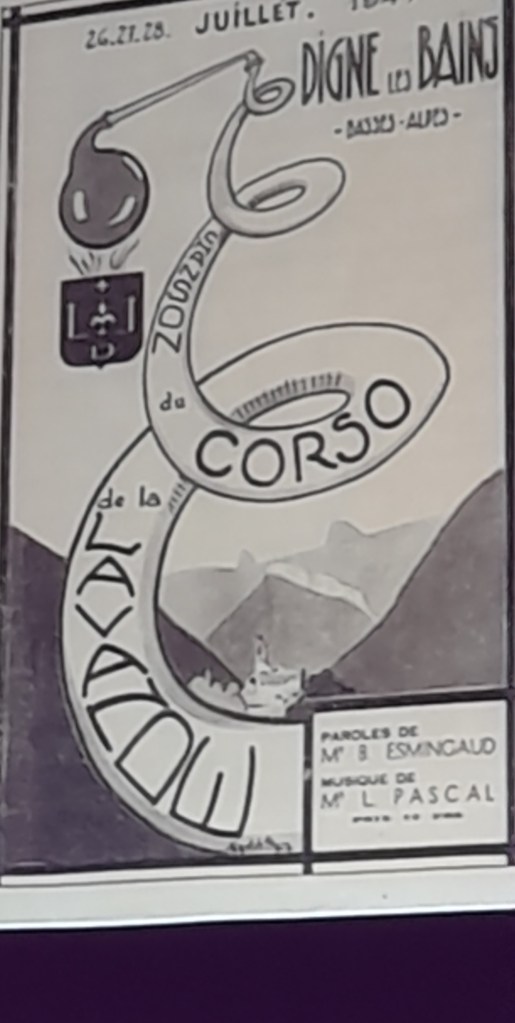 26.27.28. JUILLET.
DIGNE LES BAINS
- BASSES-ALPES -
CHANSON
du
CORSO
de la
LAVANDE
PAROLES DE
Mr B. ESMINGAUD
MUSIQUE DE
Mr L. PASCAL